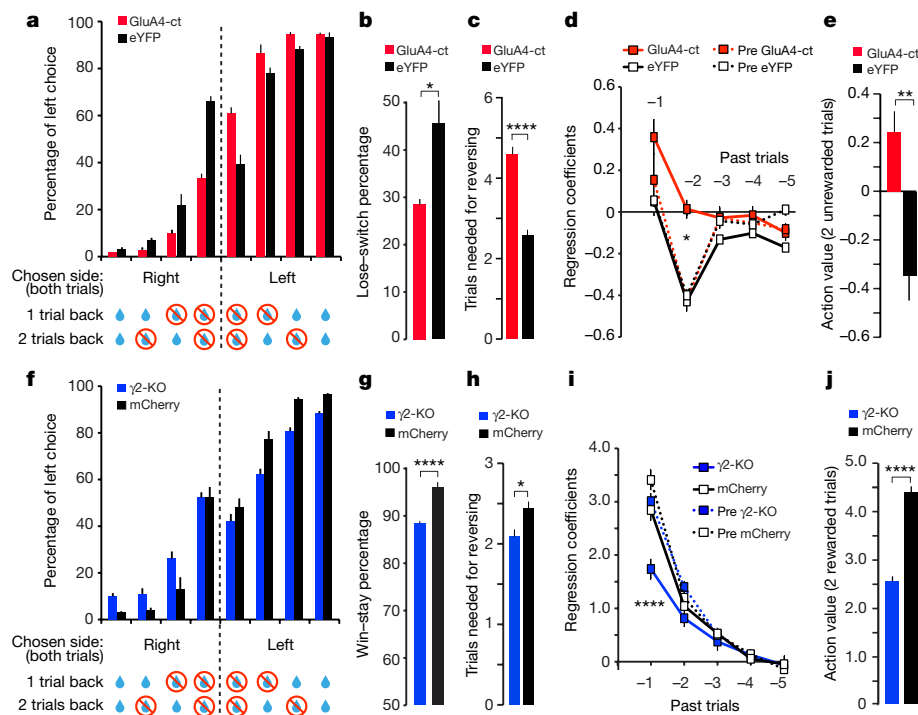 a
GluA4-ct
eYFP
Percentage of left choice
100
80
60
40
20
0
Right
Left
Chosen side:
(both trials)
1 trial back
2 trials back
b
GluA4-ct
eYFP
*
Lose–switch percentage
50
40
30
20
10
0
c
GluA4-ct
eYFP
****
Trials needed for reversing
6
4
2
0
d
GluA4-ct
eYFP
Pre GluA4-ct
Pre eYFP
Regression coefficients
0.6
0.4
0
−0.4
−0.6
Past trials
−1
−2
−3
−4
−5
*
e
GluA4-ct
eYFP
**
Action value (2 unrewarded trials)
0.4
0.2
0
−0.2
−0.4
−0.6
f
γ2-KO
mCherry
Percentage of left choice
100
80
60
40
20
0
Right
Left
Chosen side:
(both trials)
1 trial back
2 trials back
g
γ2-KO
mCherry
****
Win–stay percentage
100
90
80
70
60
50
h
γ2-KO
mCherry
*
Trials needed for reversing
3
2
1
0
i
γ2-KO
mCherry
Pre γ2-KO
Pre mCherry
Regression coefficients
4.0
3.0
2.0
1.0
0
****
−1
−2
−3
−4
−5
Past trials
j
γ2-KO
mCherry
****
Action value (2 rewarded trials)
5.0
4.0
3.0
2.0
1.0
0